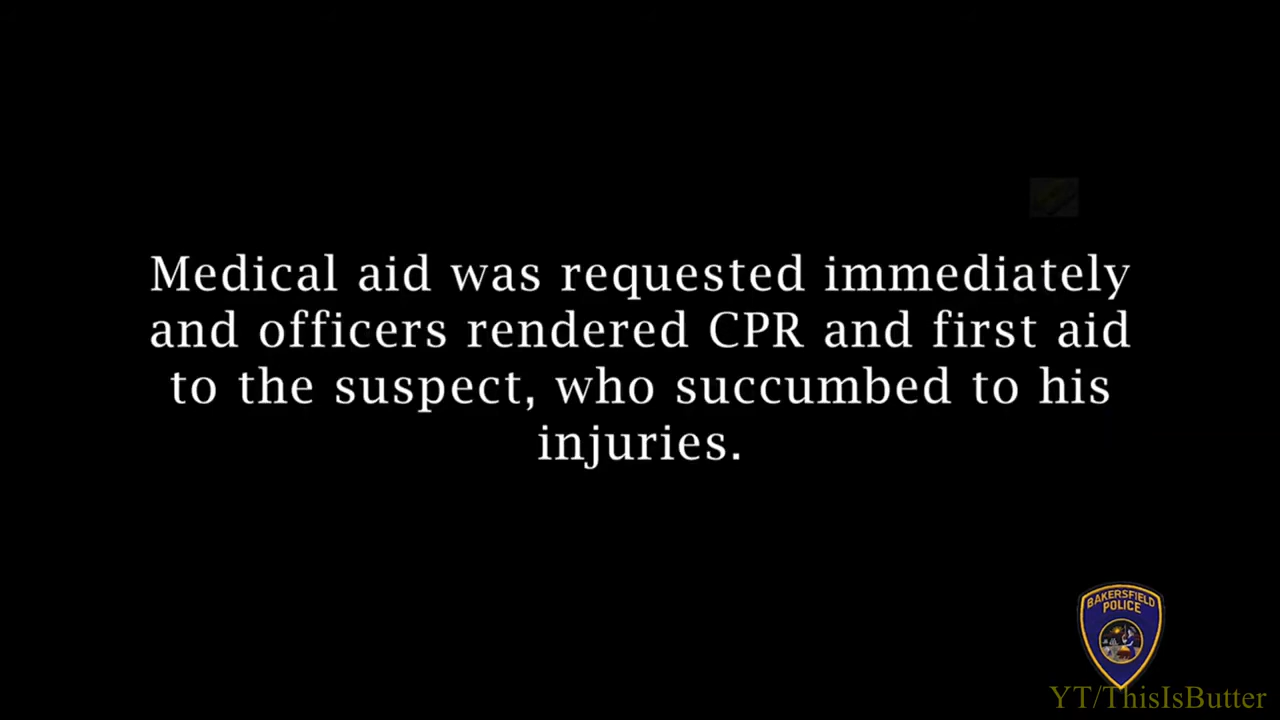 Medical aid was requested immediately
and officers rendered CPR and first aid
to the suspect, who succumbed to his
injuries.
BAKERSFIELD
POLICE
YT/ThisIsButter